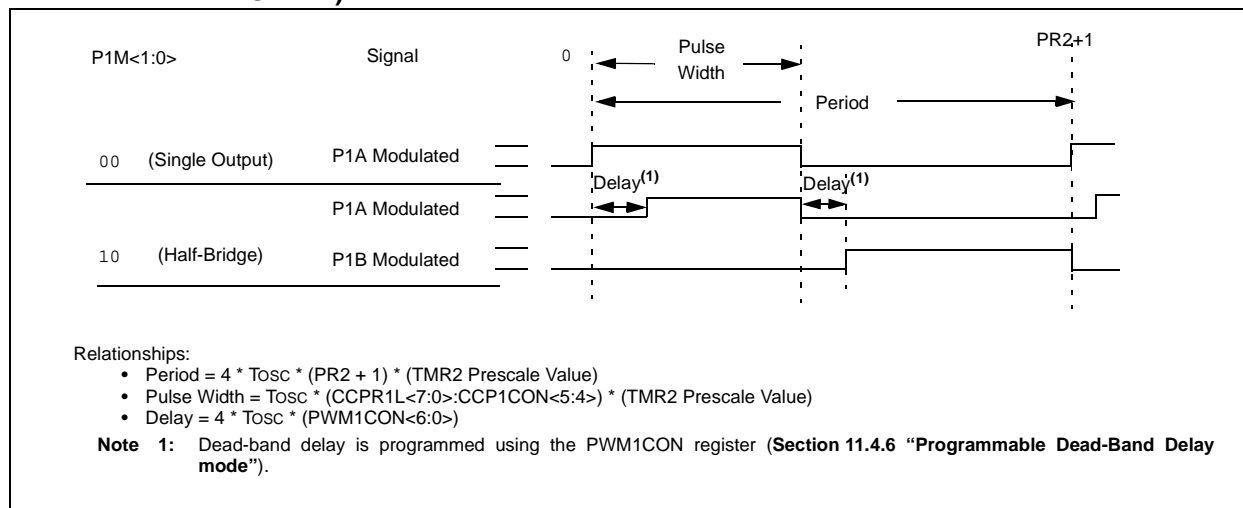 P1M<1:0> Signal 0 Pulse Width PR2+1
Period
00 (Single Output) P1A Modulated
Delay(1) Delay(1)
P1A Modulated
10 (Half-Bridge) P1B Modulated
Relationships:
• Period = 4 * TOSC * (PR2 + 1) * (TMR2 Prescale Value)
• Pulse Width = TOSC * (CCPR1L<7:0>:CCP1CON<5:4>) * (TMR2 Prescale Value)
• Delay = 4 * TOSC * (PWM1CON<6:0>)
Note 1: Dead-band delay is programmed using the PWM1CON register (Section 11.4.6 “Programmable Dead-Band Delay
mode”).